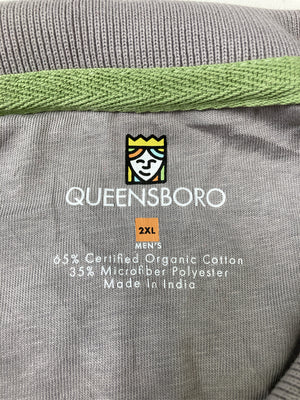 QUEENSBORO
2XL
MEN'S
65% Certified Organic Cotton
35% Microfiber Polyester
Made In India